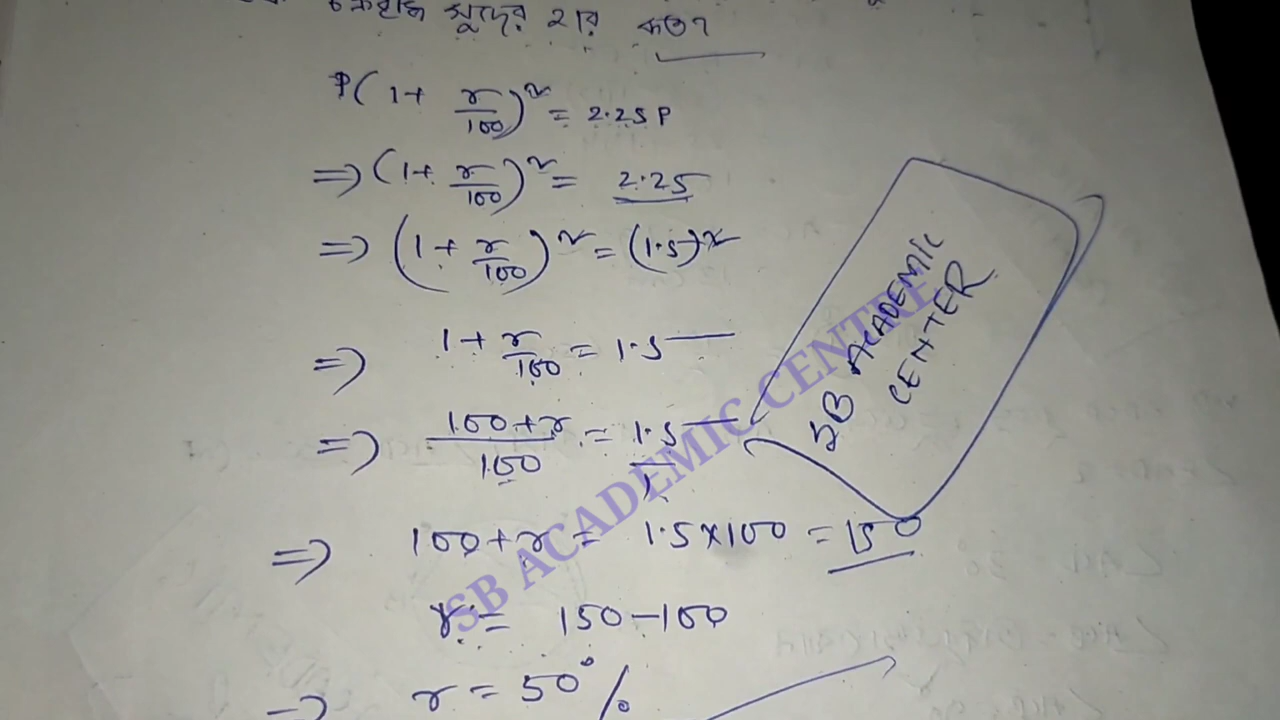 চক্রবৃদ্ধি সুদের হার কত?
P(1+ r/100)² = 2.25P
=> (1+ r/100)² = 2.25
=> (1+ r/100)² = (1.5)²
=> 1+ r/100 = 1.5
=> 100+r/100 = 1.5/1
=> 100+r = 1.5×100 = 150
r = 150-100
=> r = 50%
SB ACADEMIC
CENTER
SB ACADEMIC CENTRE